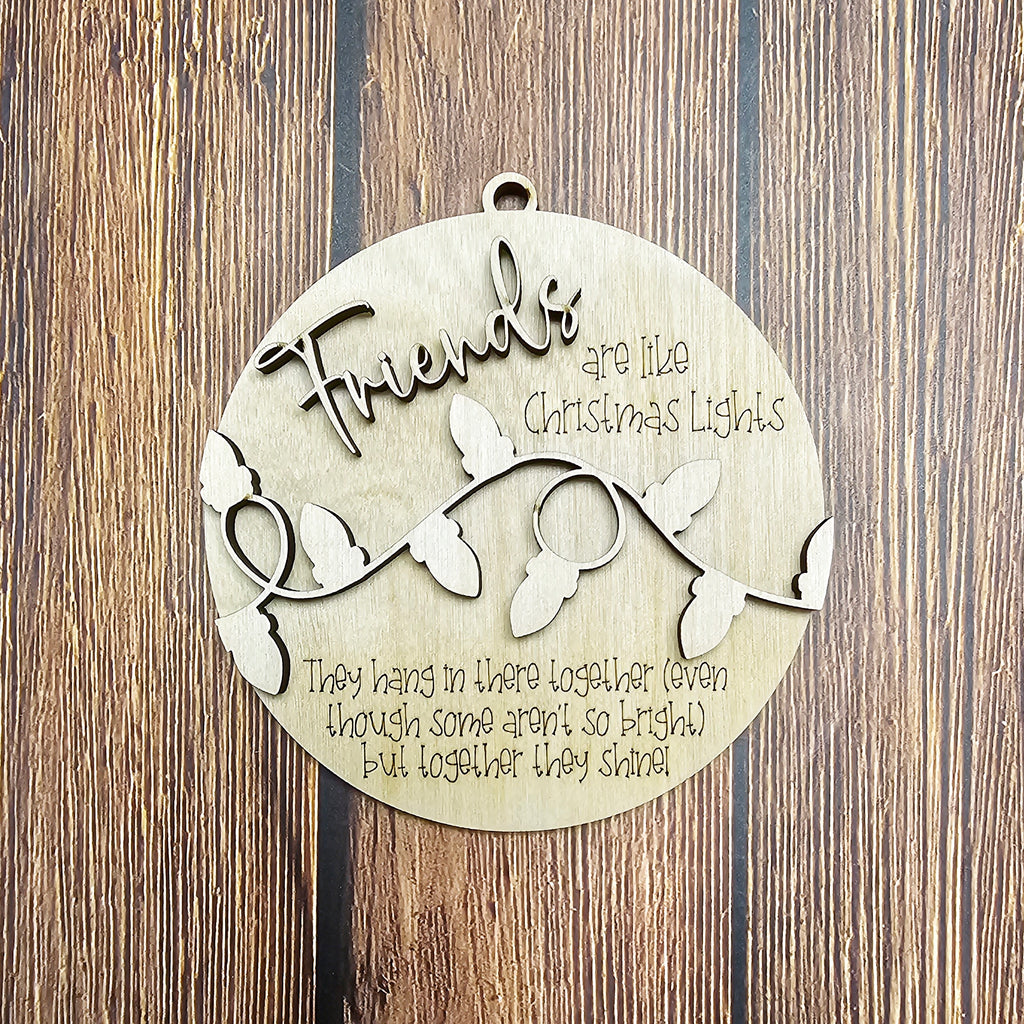 Friends
are like
Christmas Lights
They hang in there together (even
though some aren't so bright)
but together they shine!